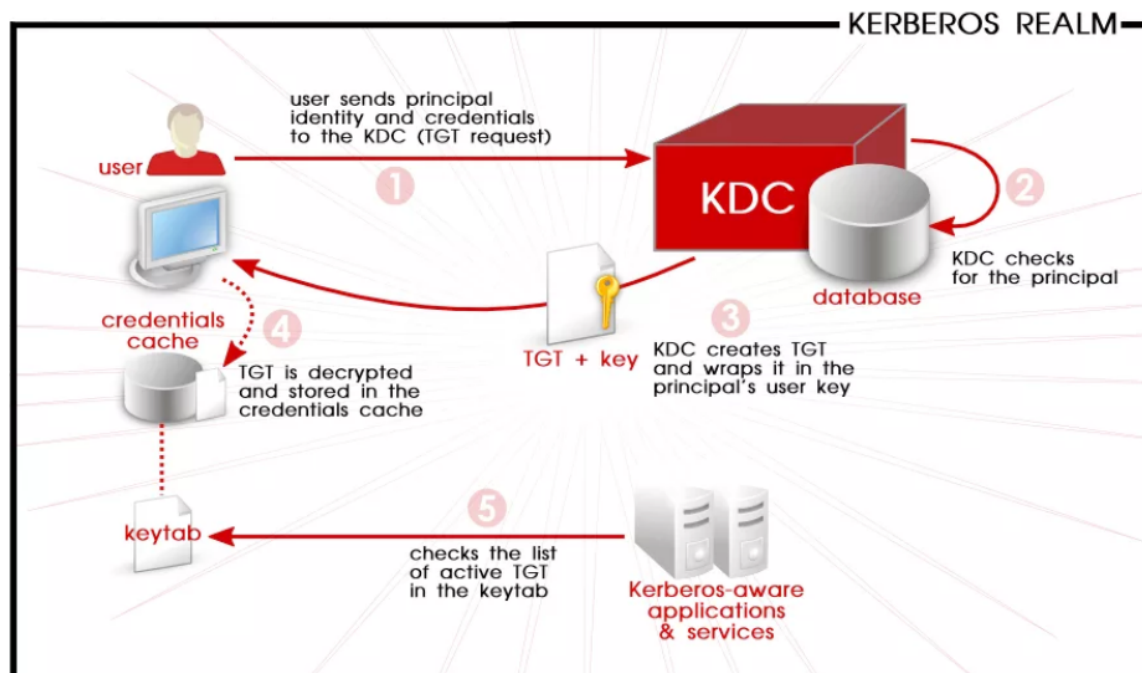 KERBEROS REALM
user sends principal
identity and credentials
to the KDC (TGT request)
user
1
KDC
2
KDC checks
for the principal
database
TGT + key
3
KDC creates TGT
and wraps it in the
principal's user key
credentials
cache
4
TGT is decrypted
and stored in the
credentials cache
keytab
5
checks the list
of active TGT
in the keytab
Kerberos-aware
applications
& services